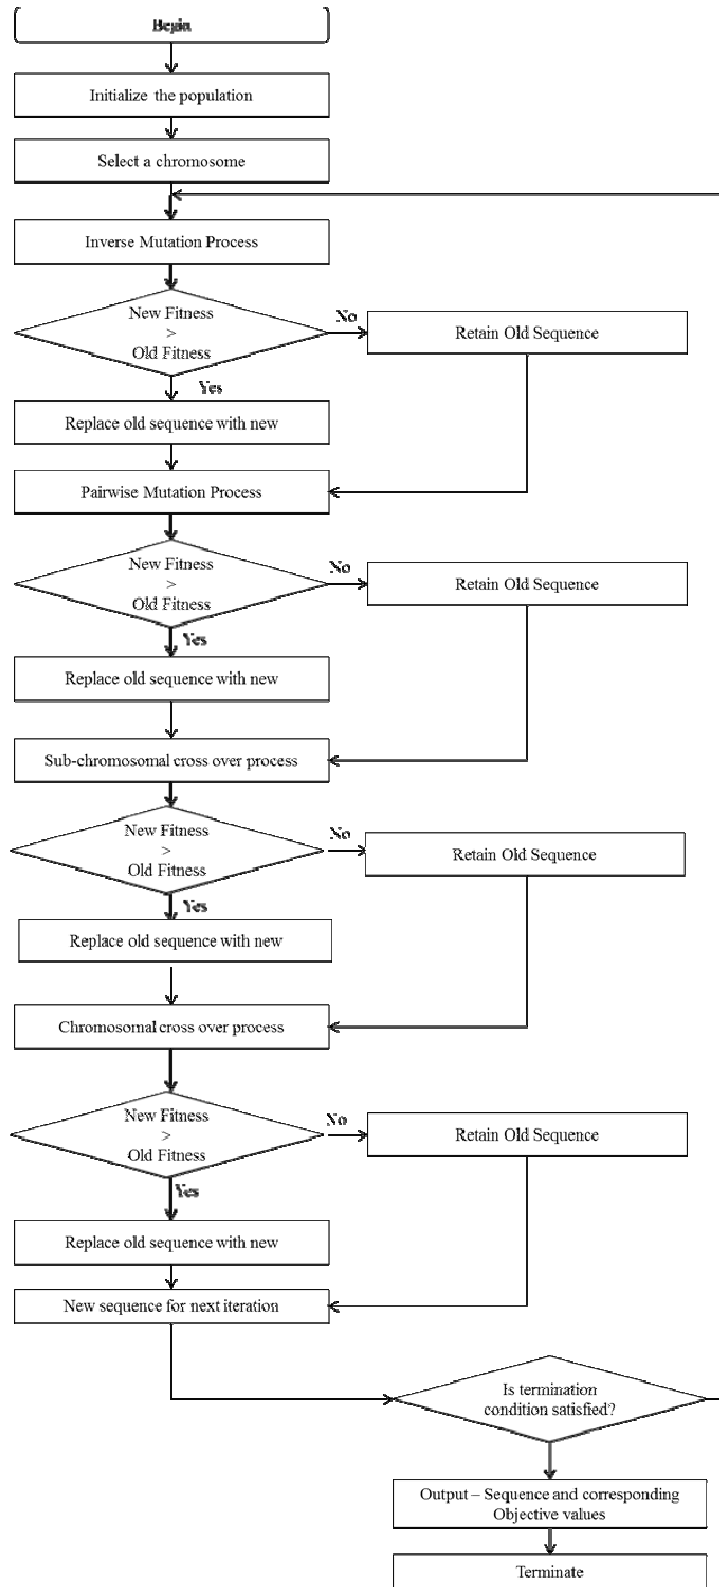 Begin
Initialize the population
Select a chromosome
Inverse Mutation Process
New Fitness
>
Old Fitness
No
Retain Old Sequence
Yes
Replace old sequence with new
Pairwise Mutation Process
New Fitness
>
Old Fitness
No
Retain Old Sequence
Yes
Replace old sequence with new
Sub-chromosomal cross over process
New Fitness
>
Old Fitness
No
Retain Old Sequence
Yes
Replace old sequence with new
Chromosomal cross over process
New Fitness
>
Old Fitness
No
Retain Old Sequence
Yes
Replace old sequence with new
New sequence for next iteration
Is termination
condition satisfied?
Output – Sequence and corresponding
Objective values
Terminate